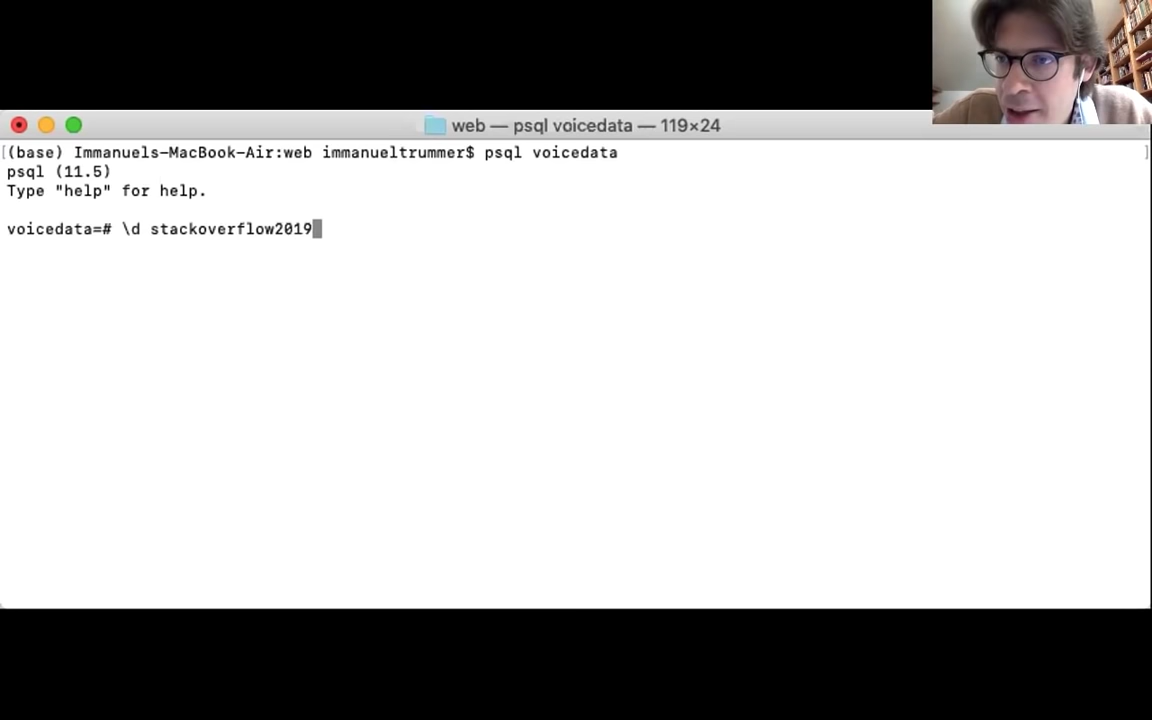 web — psql voicedata — 119×24
[(base) Immanuels-MacBook-Air:web immanueltrummer$ psql voicedata ]
psql (11.5)
Type "help" for help.
voicedata=# \d stackoverflow2019